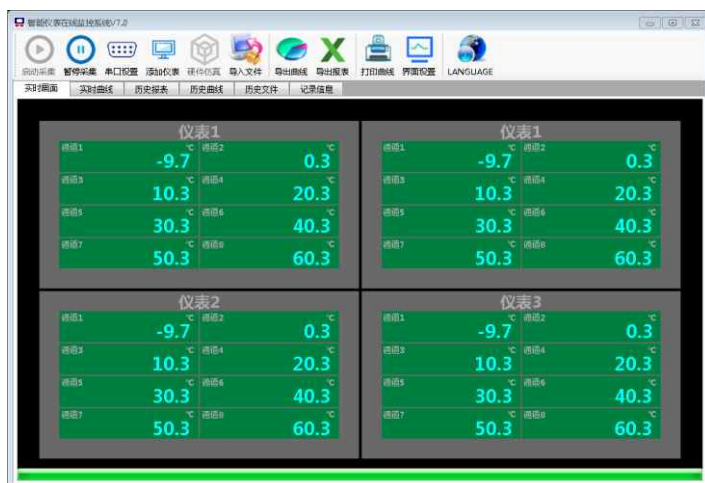 智能仪表在线监控系统V7.0
启动采集 暂停采集 串口设置 添加仪表 硬件仿真 导入文件 导出曲线 导出报表 打印曲线 界面设置 LANGUAGE
实时画面 实时曲线 历史报表 历史曲线 历史文件 记录信息
仪表1 仪表1
通道1 ℃ 通道2 ℃ 通道1 ℃ 通道2 ℃
-9.7 0.3 -9.7 0.3
通道3 ℃ 通道4 ℃ 通道3 ℃ 通道4 ℃
10.3 20.3 10.3 20.3
通道5 ℃ 通道6 ℃ 通道5 ℃ 通道6 ℃
30.3 40.3 30.3 40.3
通道7 ℃ 通道8 ℃ 通道7 ℃ 通道8 ℃
50.3 60.3 50.3 60.3
仪表2 仪表3
通道1 ℃ 通道2 ℃ 通道1 ℃ 通道2 ℃
-9.7 0.3 -9.7 0.3
通道3 ℃ 通道4 ℃ 通道3 ℃ 通道4 ℃
10.3 20.3 10.3 20.3
通道5 ℃ 通道6 ℃ 通道5 ℃ 通道6 ℃
30.3 40.3 30.3 40.3
通道7 ℃ 通道8 ℃ 通道7 ℃ 通道8 ℃
50.3 60.3 50.3 60.3